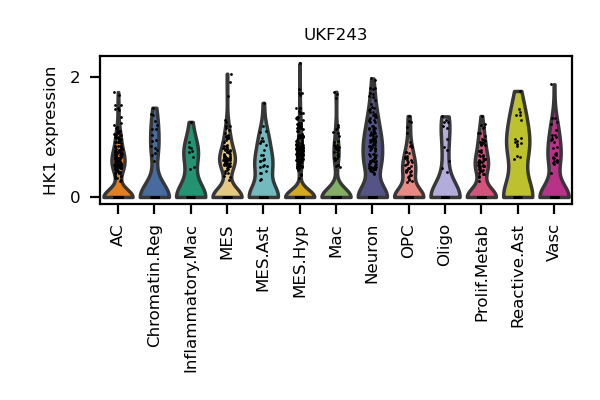 UKF243
HK1 expression
2
0
AC
Chromatin.Reg
Inflammatory.Mac
MES
MES.Ast
MES.Hyp
Mac
Neuron
OPC
Oligo
Prolif.Metab
Reactive.Ast
Vasc